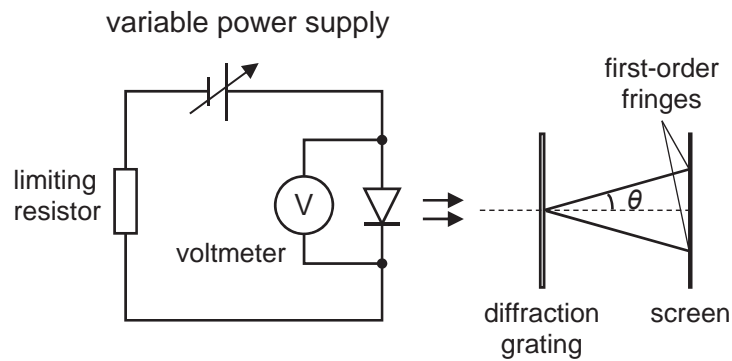 variable power supply
first-order
fringes
limiting
resistor
V
θ
voltmeter
diffraction
grating
screen